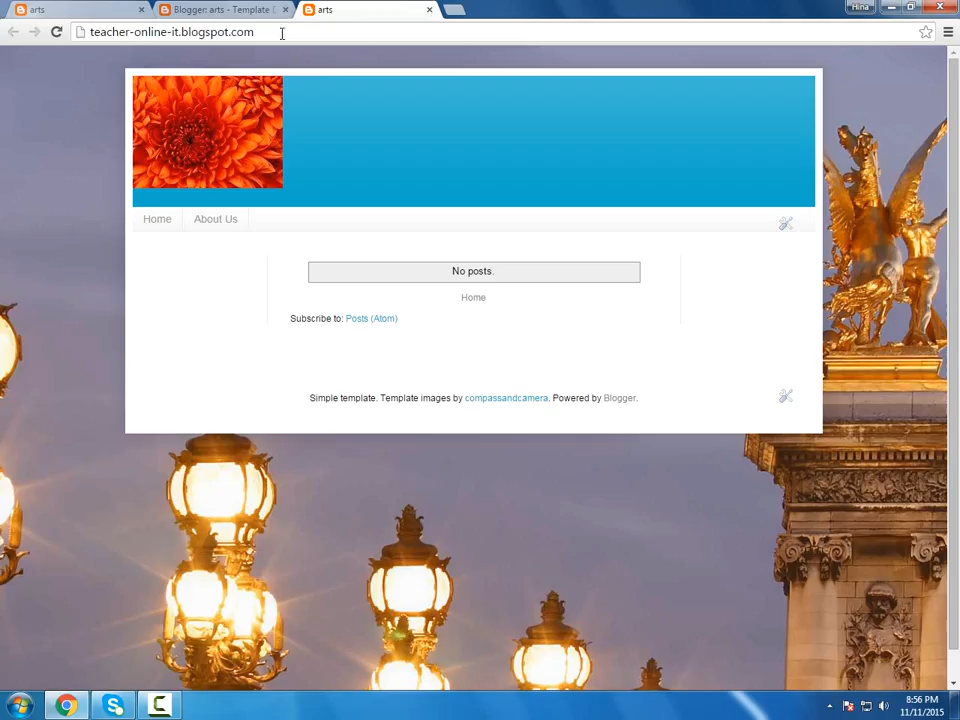 arts
Blogger: arts - Template
arts
Hina
teacher-online-it.blogspot.com
Home
About Us
No posts.
Home
Subscribe to: Posts (Atom)
Simple template. Template images by compassandcamera. Powered by Blogger.
8:56 PM
11/11/2015